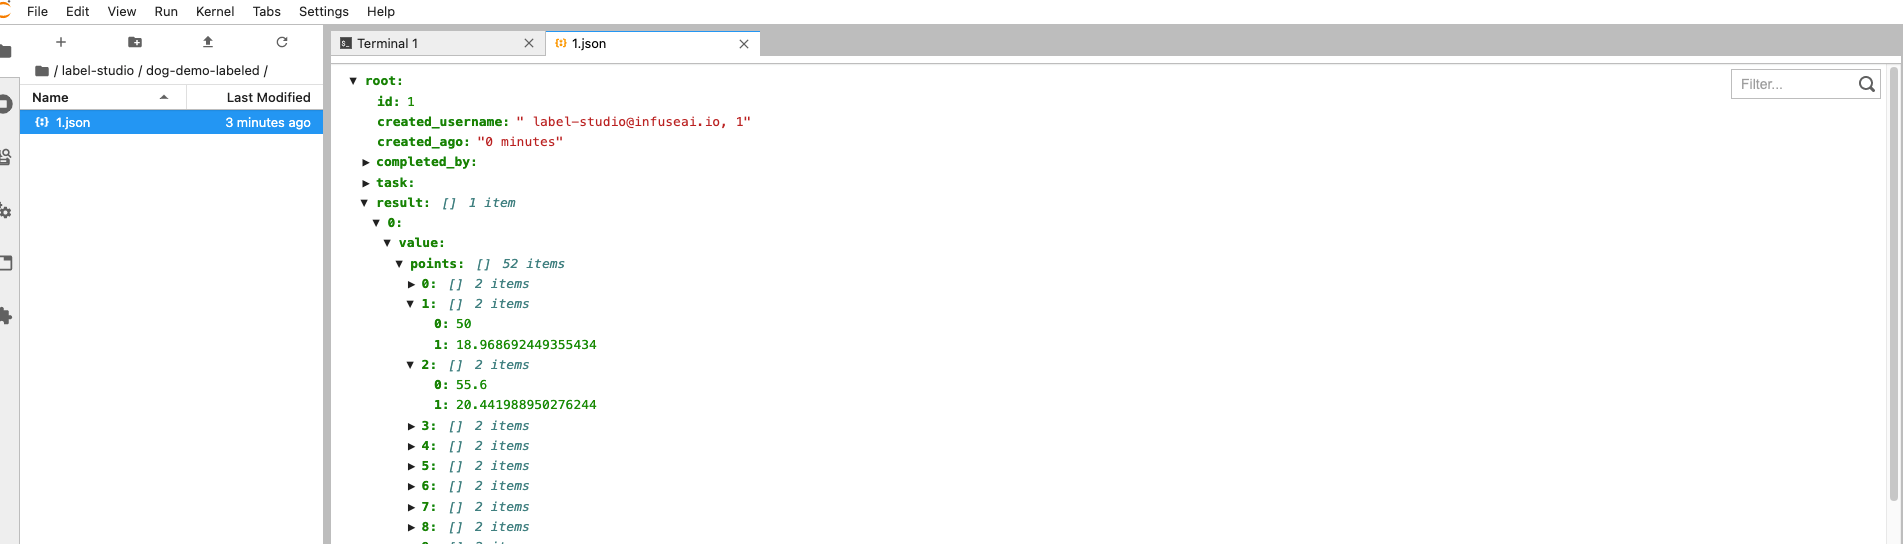 File Edit View Run Kernel Tabs Settings Help
/ label-studio / dog-demo-labeled /
Name Last Modified
1.json 3 minutes ago
Terminal 1
1.json
Filter...
root:
id: 1
created_username: " label-studio@infuseai.io, 1"
created_ago: "0 minutes"
completed_by:
task:
result: [] 1 item
0:
value:
points: [] 52 items
0: [] 2 items
1: [] 2 items
0: 50
1: 18.968692449355434
2: [] 2 items
0: 55.6
1: 20.441988950276244
3: [] 2 items
4: [] 2 items
5: [] 2 items
6: [] 2 items
7: [] 2 items
8: [] 2 items